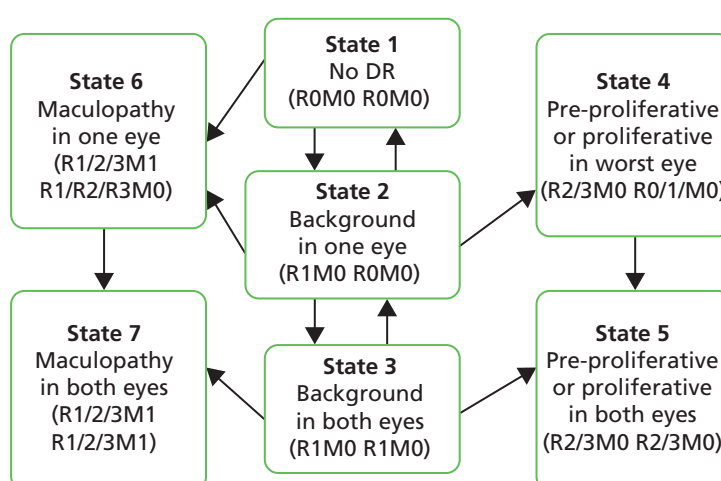 State 1
No DR
(R0M0 R0M0)
State 6
Maculopathy
in one eye
(R1/2/3M1
R1/R2/R3M0)
State 4
Pre-proliferative
or proliferative
in worst eye
(R2/3M0 R0/1/M0)
State 2
Background
in one eye
(R1M0 R0M0)
State 7
Maculopathy
in both eyes
(R1/2/3M1
R1/2/3M1)
State 3
Background
in both eyes
(R1M0 R1M0)
State 5
Pre-proliferative
or proliferative
in both eyes
(R2/3M0 R2/3M0)